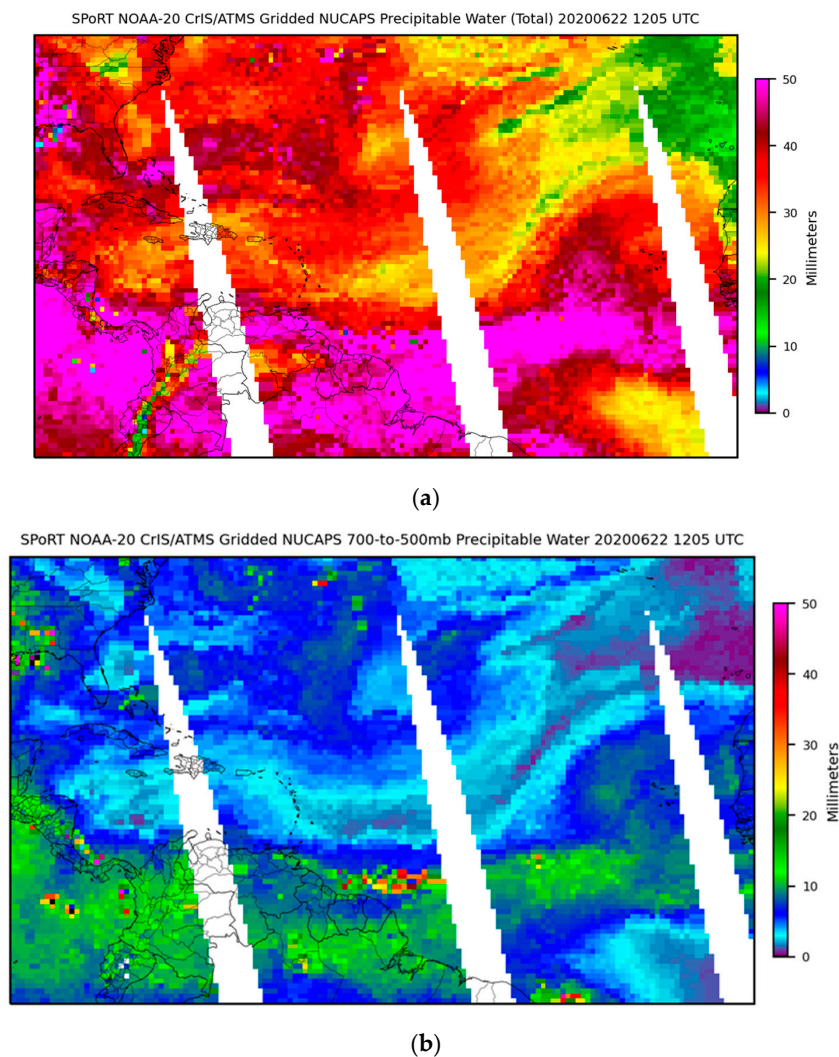 SPoRT NOAA-20 CrIS/ATMS Gridded NUCAPS Precipitable Water (Total) 20200622 1205 UTC
50
40
30
20
10
0
Millimeters
(a)
SPoRT NOAA-20 CrIS/ATMS Gridded NUCAPS 700-to-500mb Precipitable Water 20200622 1205 UTC
50
40
30
20
10
0
Millimeters
(b)